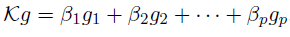 𝒦g = β₁g₁ + β₂g₂ + ⋯ + βₚgₚ